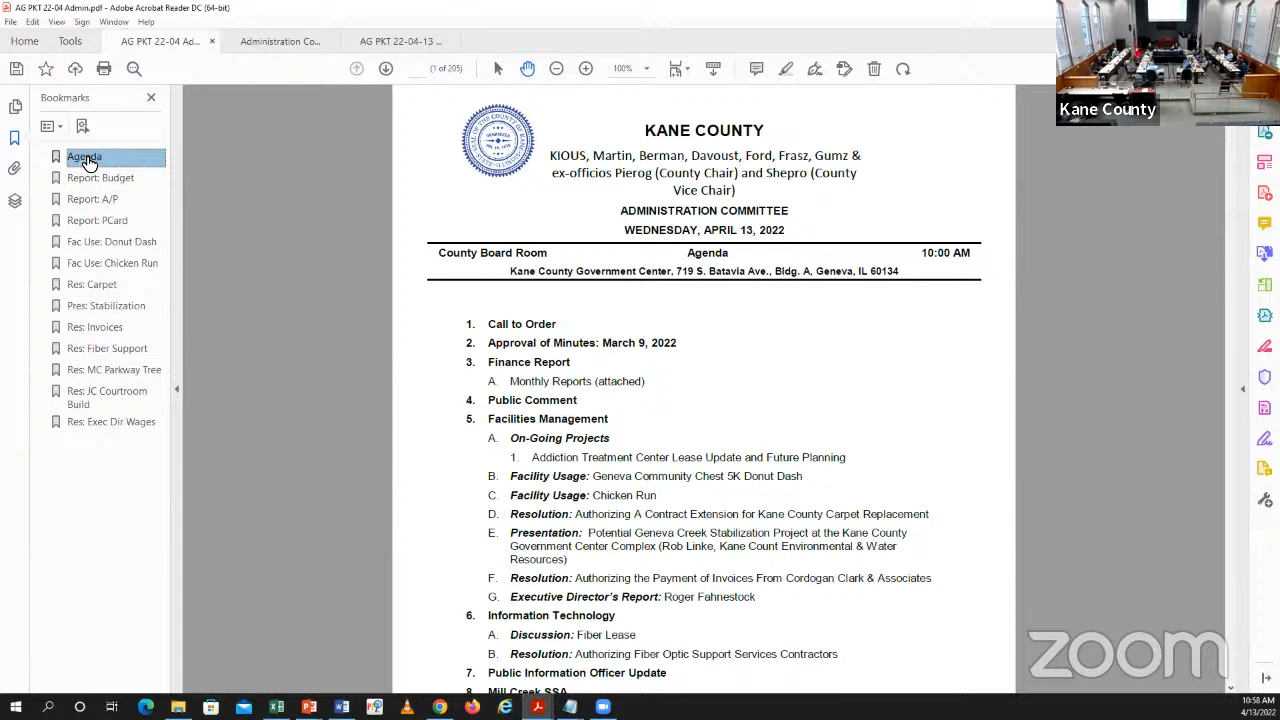 AG PKT 22-04 Admin.pdf - Adobe Acrobat Reader DC (64-bit)
File Edit View Sign Window Help
Home Tools AG PKT 22-04 Ad... × Administration Co... AG PKT 22-04-13 ...
(1 of 205) 100%
Kane County
Bookmarks
Agenda
Report: Budget
Report: A/P
Report: PCard
Fac Use: Donut Dash
Fac Use: Chicken Run
Res: Carpet
Pres: Stabilization
Res: Invoices
Res: Fiber Support
Res: MC Parkway Tree
Res: JC Courtroom
Build
Res: Exec Dir Wages
KANE COUNTY
KIOUS, Martin, Berman, Davoust, Ford, Frasz, Gumz &
ex-officios Pierog (County Chair) and Shepro (County
Vice Chair)
ADMINISTRATION COMMITTEE
WEDNESDAY, APRIL 13, 2022
County Board Room Agenda 10:00 AM
Kane County Government Center, 719 S. Batavia Ave., Bldg. A, Geneva, IL 60134
1. Call to Order
2. Approval of Minutes: March 9, 2022
3. Finance Report
A. Monthly Reports (attached)
4. Public Comment
5. Facilities Management
A. On-Going Projects
1. Addiction Treatment Center Lease Update and Future Planning
B. Facility Usage: Geneva Community Chest 5K Donut Dash
C. Facility Usage: Chicken Run
D. Resolution: Authorizing A Contract Extension for Kane County Carpet Replacement
E. Presentation: Potential Geneva Creek Stabilization Project at the Kane County
Government Center Complex (Rob Linke, Kane Count Environmental & Water
Resources)
F. Resolution: Authorizing the Payment of Invoices From Cordogan Clark & Associates
G. Executive Director's Report: Roger Fahnestock
6. Information Technology
A. Discussion: Fiber Lease
B. Resolution: Authorizing Fiber Optic Support Services Contractors
7. Public Information Officer Update
8. Mill Creek SSA
zoom
10:58 AM
4/13/2022